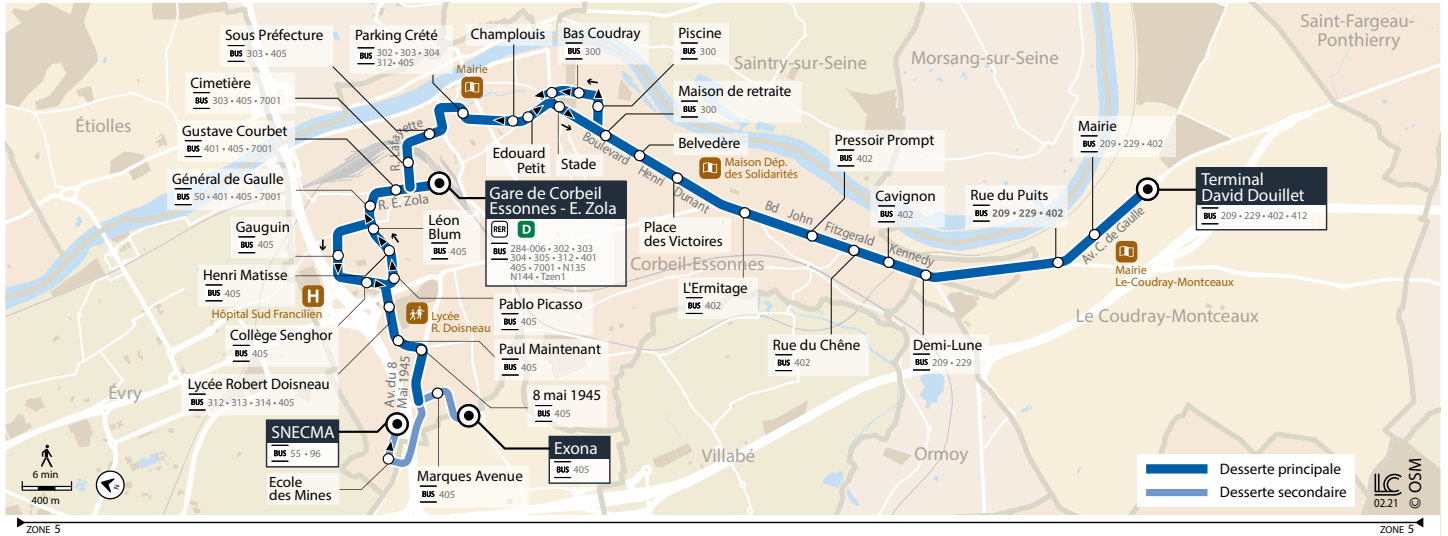 Saint-Fargeau-
Ponthierry
Sous Préfecture
BUS 303 • 405
Parking Crété
BUS 302 • 303 • 304
312 • 405
Champlouis
Bas Coudray
BUS 300
Piscine
BUS 300
Saintry-sur-Seine
Morsang-sur-Seine
Mairie
Cimetière
BUS 303 • 405 • 7001
Maison de retraite
BUS 300
Étiolles
Gustave Courbet
BUS 401 • 405 • 7001
R. Lafayette
Edouard
Petit
Stade
Boulevard Henri Dunant
Belvedère
Maison Dép.
des Solidarités
Pressoir Prompt
BUS 402
Mairie
BUS 209 • 229 • 402
Général de Gaulle
BUS 50 • 401 • 405 • 7001
R. É. Zola
Gare de Corbeil
Essonnes - E. Zola
RER D
BUS 284-006 • 302 • 303
304 • 305 • 312 • 401
405 • 7001 • N135
N144 • Tzen1
Terminal
David Douillet
BUS 209 • 229 • 402 • 412
Cavignon
BUS 402
Rue du Puits
BUS 209 • 229 • 402
Gauguin
BUS 405
Léon
Blum
BUS 405
Place
des Victoires
Bd John Fitzgerald Kennedy
Av. C. de Gaulle
Corbeil-Essonnes
Mairie
Le-Coudray-Montceaux
Henri Matisse
BUS 405
H
Hôpital Sud Francilien
Lycée
R. Doisneau
Pablo Picasso
BUS 405
L'Ermitage
BUS 402
Le Coudray-Montceaux
Collège Senghor
BUS 405
Paul Maintenant
BUS 405
Rue du Chêne
BUS 402
Demi-Lune
BUS 209 • 229
Évry
Lycée Robert Doisneau
BUS 312 • 313 • 314 • 405
Av. du 8
Mai 1945
8 mai 1945
BUS 405
SNECMA
BUS 55 • 96
Exona
BUS 405
Villabé
Ormoy
6 min
400 m
N
Ecole
des Mines
Marques Avenue
BUS 405
Desserte principale
Desserte secondaire
LC
02.21
© OSM
ZONE 5
ZONE 5